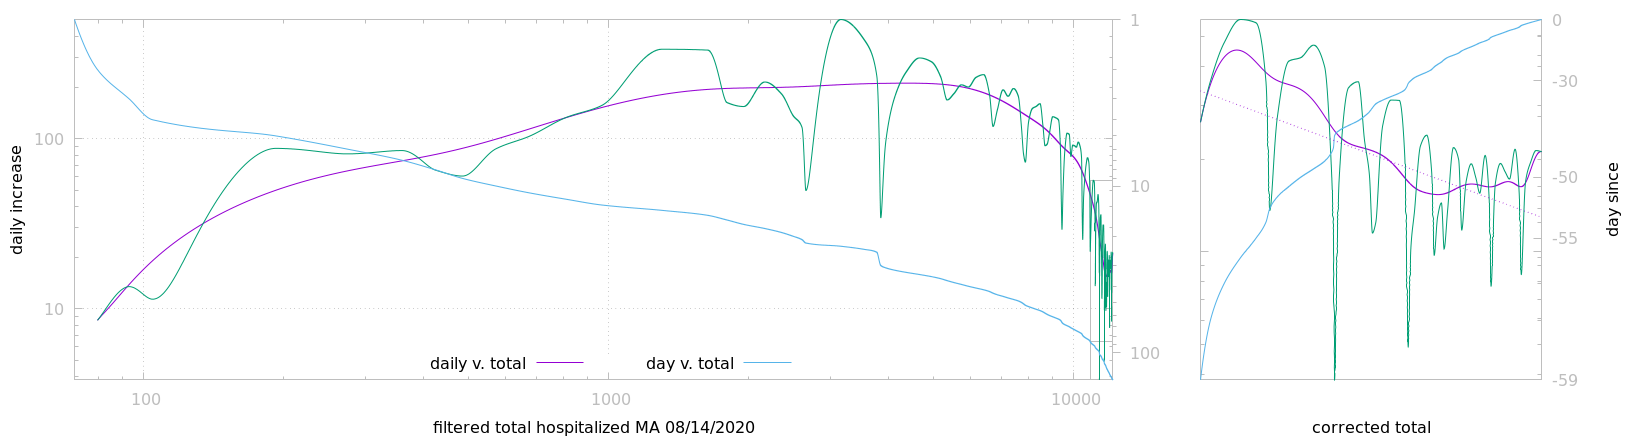 daily increase
100
10
100
1000
10000
1
10
100
daily v. total
day v. total
filtered total hospitalized MA 08/14/2020
0
-30
-50
-55
-59
day since
corrected total